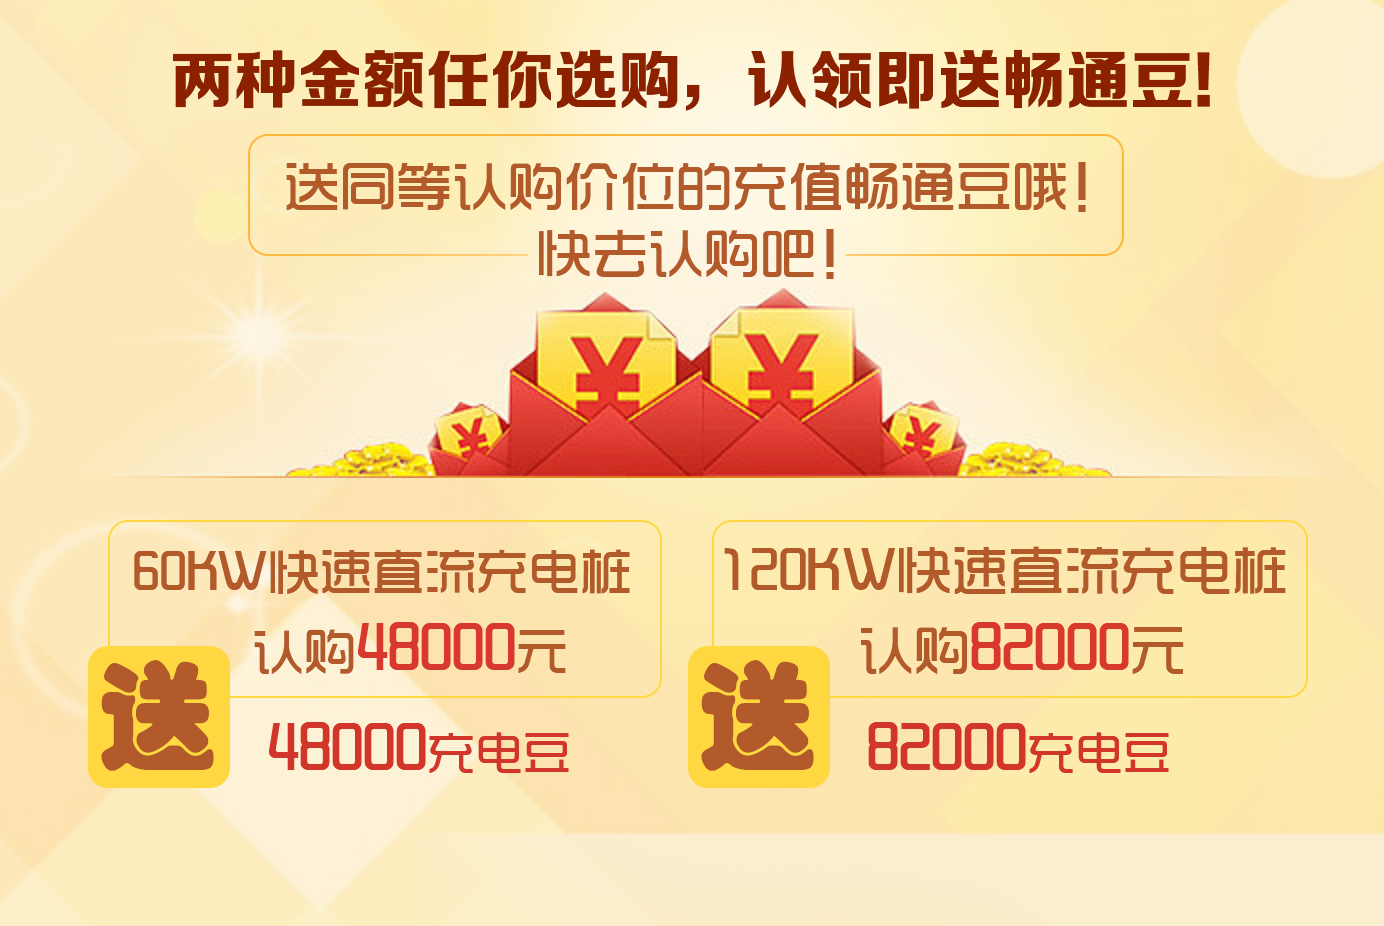 两种金额任你选购，认领即送畅通豆!
送同等认购价位的充值畅通豆哦!
快去认购吧!
¥ ¥ ¥ ¥
60KW快速直流充电桩
认购48000元
送 48000充电豆
120KW快速直流充电桩
认购82000元
送 82000充电豆